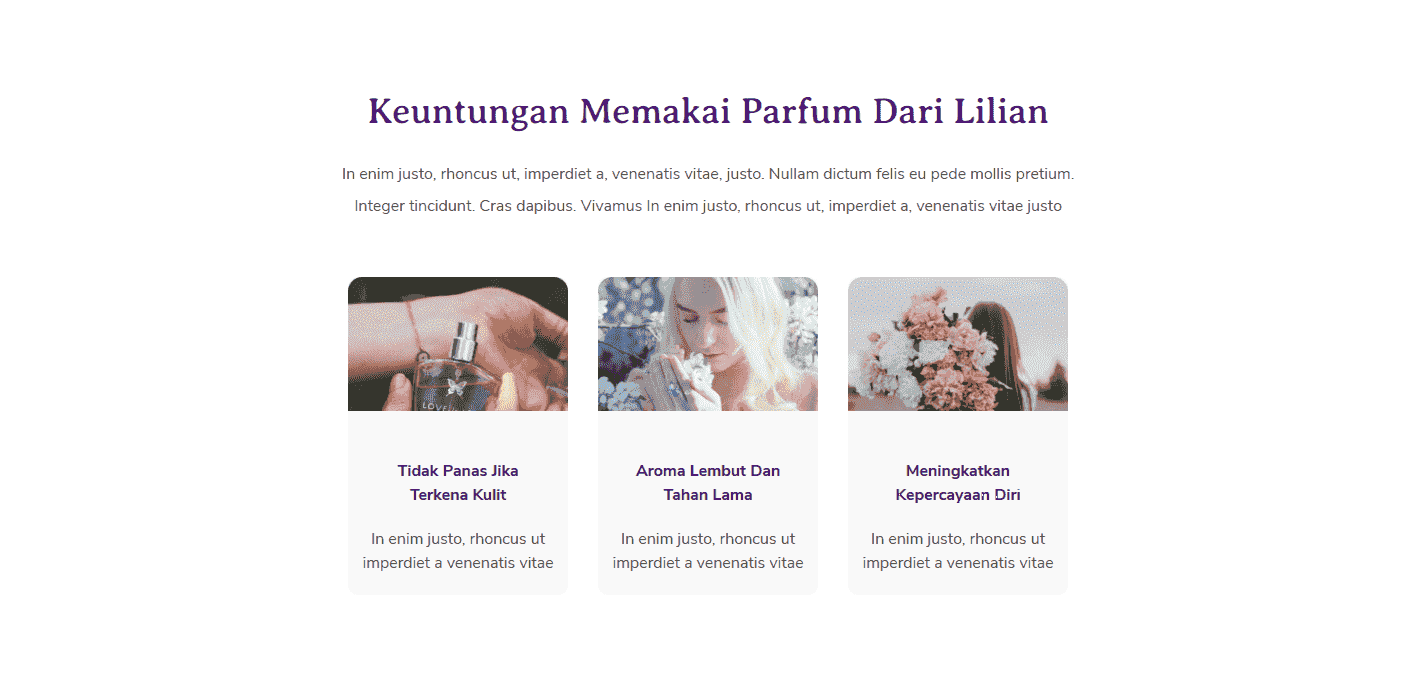 Keuntungan Memakai Parfum Dari Lilian
In enim justo, rhoncus ut, imperdiet a, venenatis vitae, justo. Nullam dictum felis eu pede mollis pretium.
Integer tincidunt. Cras dapibus. Vivamus In enim justo, rhoncus ut, imperdiet a, venenatis vitae justo
Tidak Panas Jika
Terkena Kulit
In enim justo, rhoncus ut
imperdiet a venenatis vitae
Aroma Lembut Dan
Tahan Lama
In enim justo, rhoncus ut
imperdiet a venenatis vitae
Meningkatkan
Kepercayaan Diri
In enim justo, rhoncus ut
imperdiet a venenatis vitae